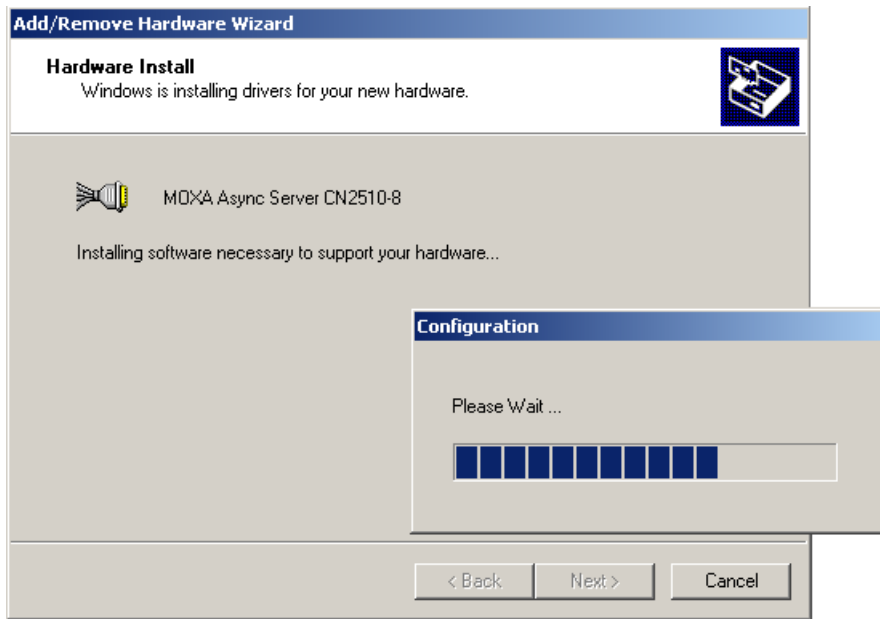 Add/Remove Hardware Wizard
Hardware Install
Windows is installing drivers for your new hardware.
MOXA Async Server CN2510-8
Installing software necessary to support your hardware...
Configuration
Please Wait ...
< Back
Next >
Cancel